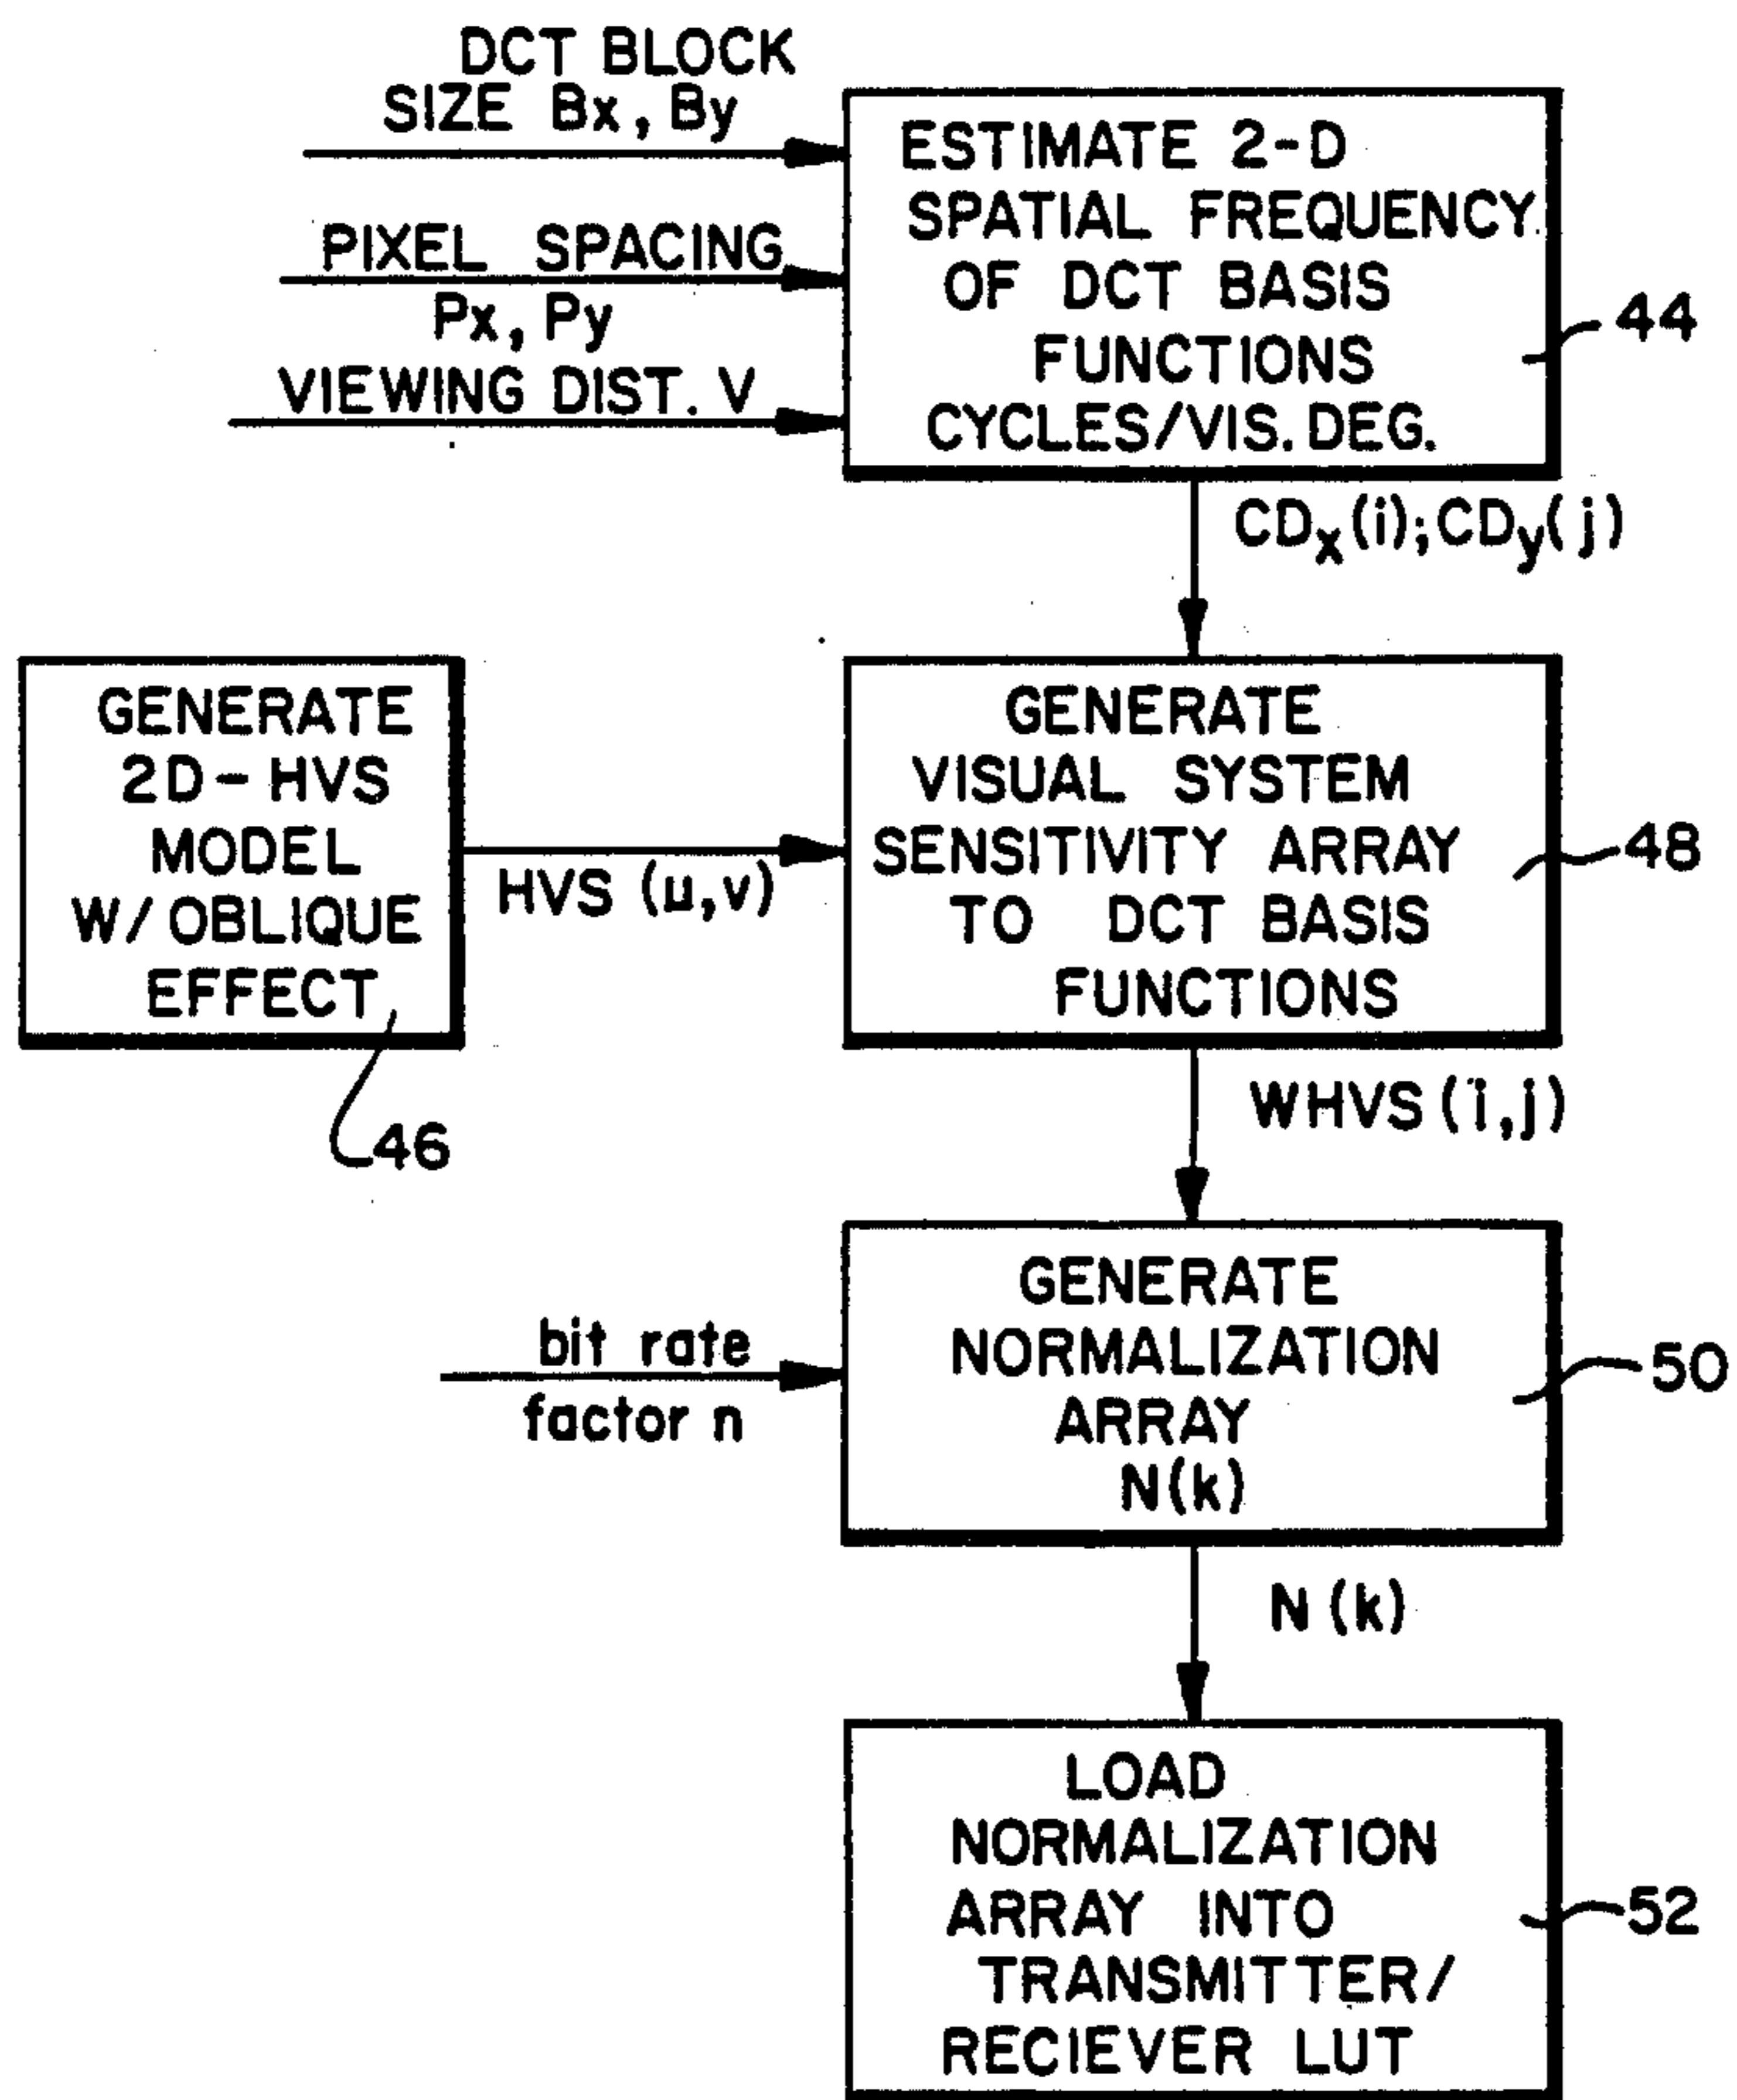 DCT BLOCK
SIZE Bx, By
PIXEL SPACING
Px, Py
VIEWING DIST. V
ESTIMATE 2-D
SPATIAL FREQUENCY
OF DCT BASIS
FUNCTIONS
CYCLES/VIS. DEG.
44
CDx(i);CDy(j)
GENERATE
2D-HVS
MODEL
W/OBLIQUE
EFFECT
46
HVS (u,v)
GENERATE
VISUAL SYSTEM
SENSITIVITY ARRAY
TO DCT BASIS
FUNCTIONS
48
WHVS (i,j)
bit rate
factor n
GENERATE
NORMALIZATION
ARRAY
N(k)
50
N (k)
LOAD
NORMALIZATION
ARRAY INTO
TRANSMITTER/
RECIEVER LUT
52